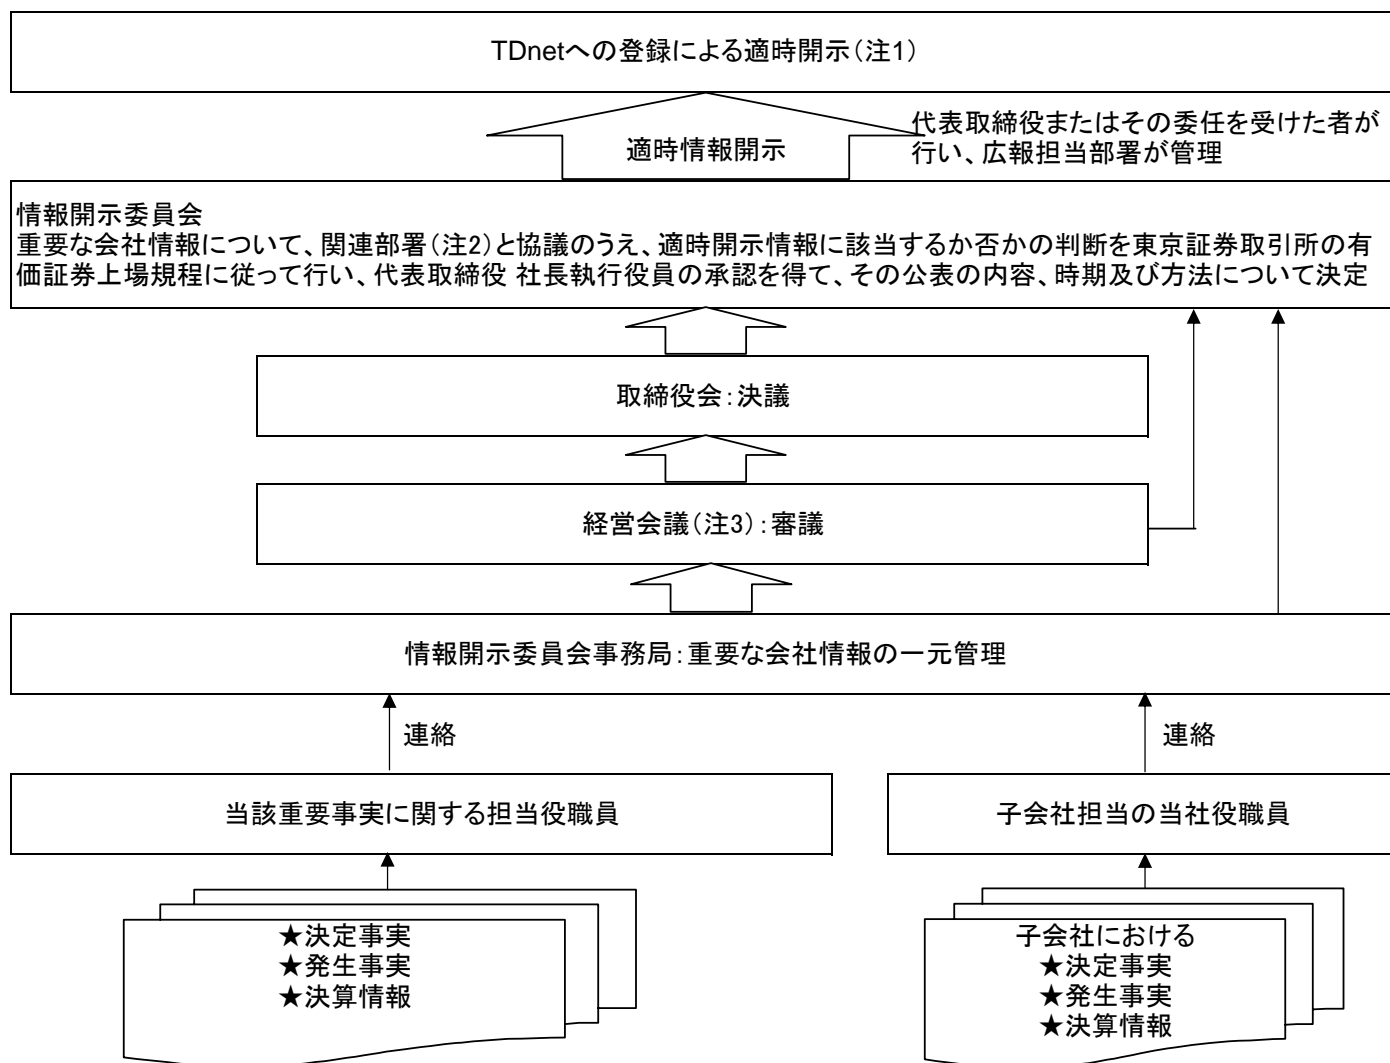 TDnetへの登録による適時開示（注1）
適時情報開示
代表取締役またはその委任を受けた者が
行い、広報担当部署が管理
情報開示委員会
重要な会社情報について、関連部署（注2）と協議のうえ、適時開示情報に該当するか否かの判断を東京証券取引所の有
価証券上場規程に従って行い、代表取締役 社長執行役員の承認を得て、その公表の内容、時期及び方法について決定
取締役会：決議
経営会議（注3）：審議
情報開示委員会事務局：重要な会社情報の一元管理
連絡
連絡
当該重要事実に関する担当役職員
子会社担当の当社役職員
★決定事実
★発生事実
★決算情報
子会社における
★決定事実
★発生事実
★決算情報